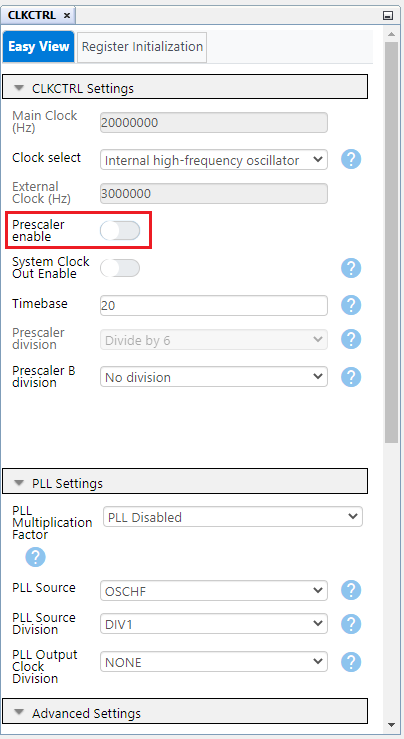 CLKCTRL
Easy View
Register Initialization
CLKCTRL Settings
Main Clock
(Hz)
20000000
Clock select
Internal high-frequency oscillator
?
External
Clock (Hz)
3000000
Prescaler
enable
System Clock
Out Enable
?
Timebase
20
?
Prescaler
division
Divide by 6
?
Prescaler B
division
No division
?
PLL Settings
PLL
Multiplication
Factor
PLL Disabled
?
PLL Source
OSCHF
?
PLL Source
Division
DIV1
?
PLL Output
Clock
Division
NONE
?
Advanced Settings